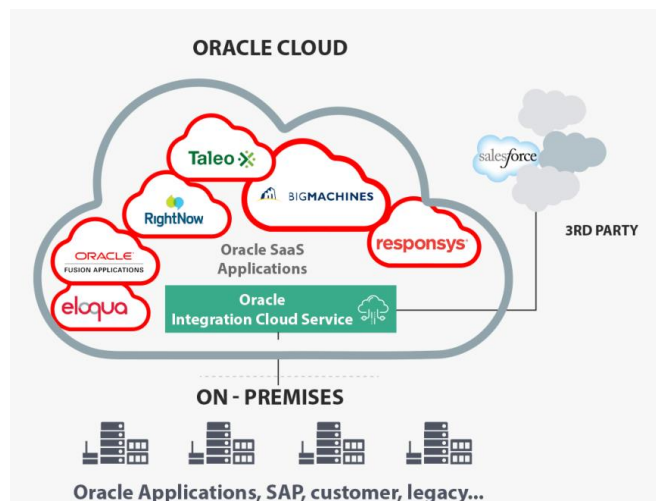 ORACLE CLOUD
Taleo
BIGMACHINES
RIGHTNOW
responsys
ORACLE
FUSION APPLICATIONS
eloqua
Oracle SaaS
Applications
Oracle
Integration Cloud Service
salesforce
3RD PARTY
ON - PREMISES
Oracle Applications, SAP, customer, legacy...